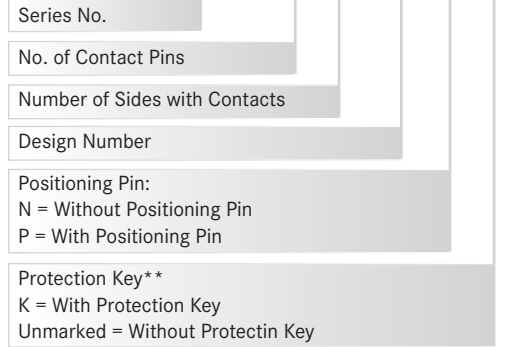 Series No.
No. of Contact Pins
Number of Sides with Contacts
Design Number
Positioning Pin:
N = Without Positioning Pin
P = With Positioning Pin
Protection Key**
K = With Protection Key
Unmarked = Without Protectin Key